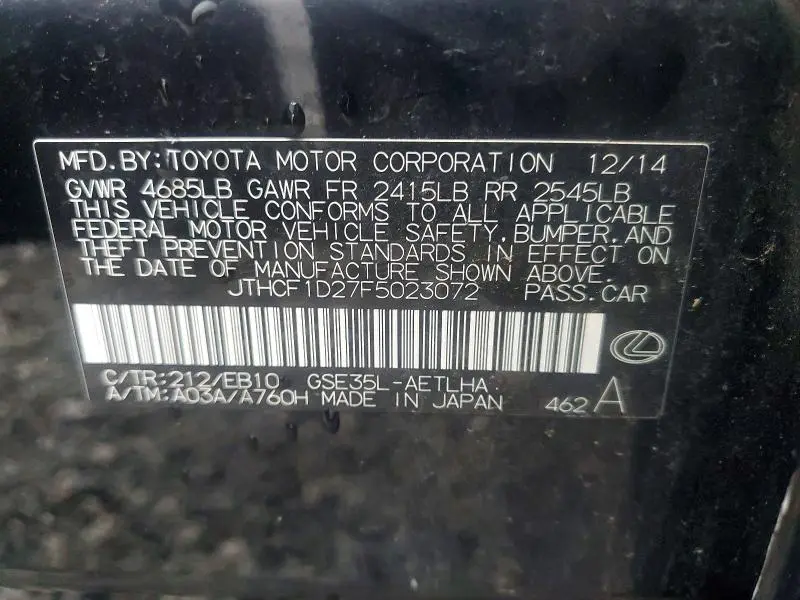 MFD.BY:TOYOTA MOTOR CORPORATION 12/14
GVWR 4685LB GAWR FR 2415LB RR 2545LB
THIS VEHICLE CONFORMS TO ALL APPLICABLE
FEDERAL MOTOR VEHICLE SAFETY,BUMPER,AND
THEFT PREVENTION STANDARDS IN EFFECT ON
THE DATE OF MANUFACTURE SHOWN ABOVE.
JTHCF1D27F5023072 PASS.CAR
C/TR:212/EB10 GSE35L-AETLHA
A/TM:A03A/A760H MADE IN JAPAN 462 A